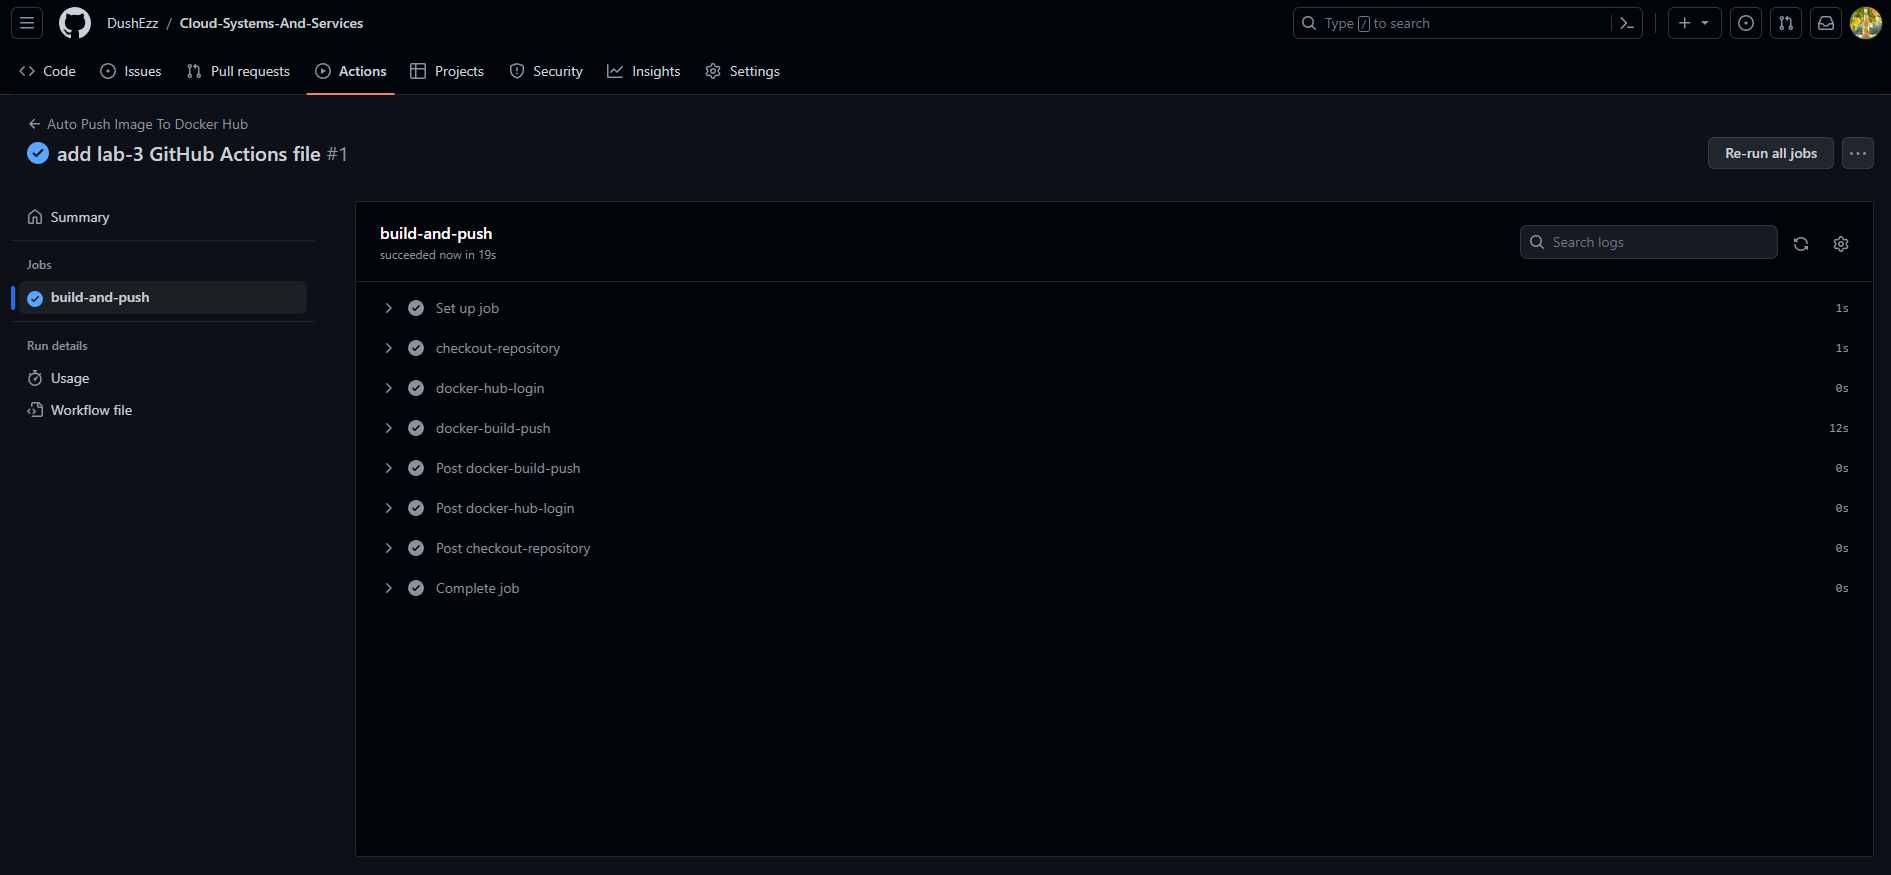 DushEzz / Cloud-Systems-And-Services
Type / to search
Code Issues Pull requests Actions Projects Security Insights Settings
Auto Push Image To Docker Hub
add lab-3 GitHub Actions file #1
Re-run all jobs
Summary
Jobs
build-and-push
Run details
Usage
Workflow file
build-and-push
succeeded now in 19s
Search logs
Set up job 1s
checkout-repository 1s
docker-hub-login 0s
docker-build-push 12s
Post docker-build-push 0s
Post docker-hub-login 0s
Post checkout-repository 0s
Complete job 0s